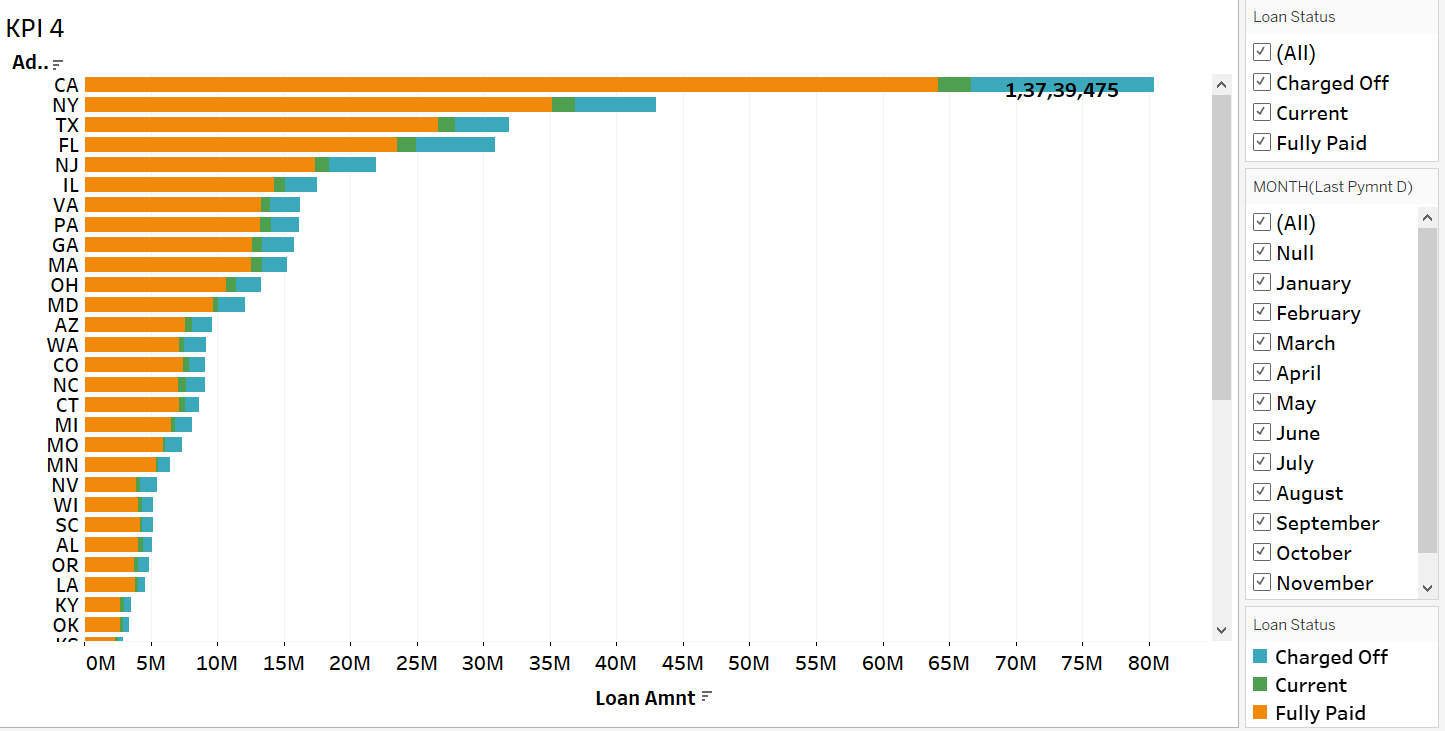 KPI 4
Ad..
CA
1,37,39,475
NY
TX
FL
NJ
IL
VA
PA
GA
MA
OH
MD
AZ
WA
CO
NC
CT
MI
MO
MN
NV
WI
SC
AL
OR
LA
KY
OK
0M 5M 10M 15M 20M 25M 30M 35M 40M 45M 50M 55M 60M 65M 70M 75M 80M
Loan Amnt
Loan Status
(All)
Charged Off
Current
Fully Paid
MONTH(Last Pymnt D)
(All)
Null
January
February
March
April
May
June
July
August
September
October
November
Loan Status
Charged Off
Current
Fully Paid